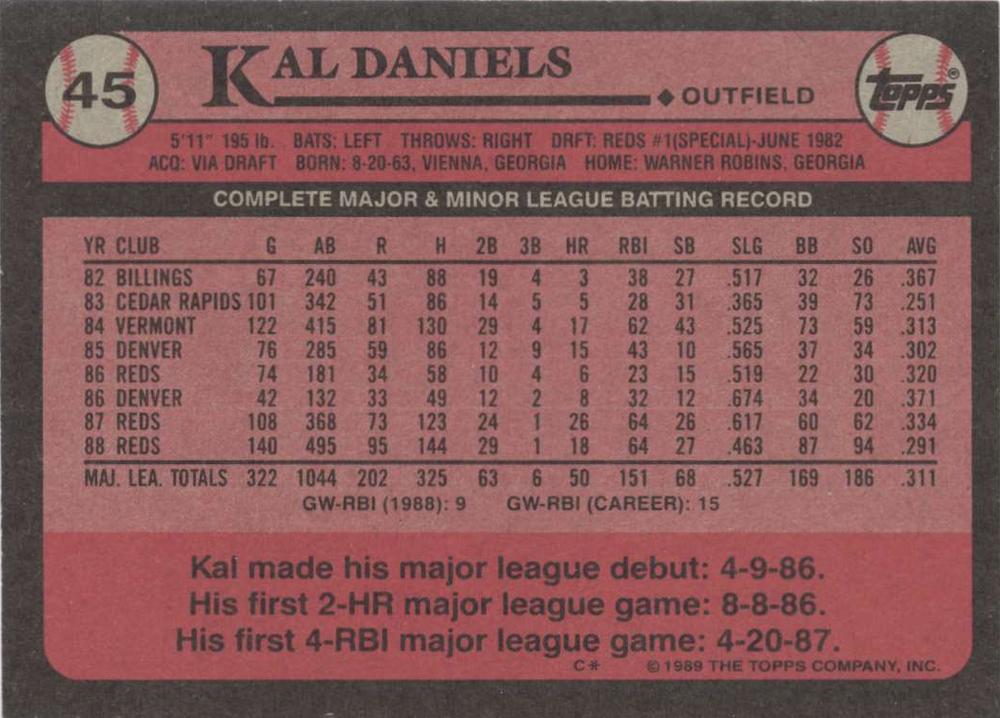 45
KAL DANIELS
◆ OUTFIELD
topps®
5'11" 195 lb. BATS: LEFT THROWS: RIGHT DRFT: REDS #1(SPECIAL)-JUNE 1982
ACQ: VIA DRAFT BORN: 8-20-63, VIENNA, GEORGIA HOME: WARNER ROBINS, GEORGIA
COMPLETE MAJOR & MINOR LEAGUE BATTING RECORD
YR CLUB G AB R H 2B 3B HR RBI SB SLG BB SO AVG
82 BILLINGS 67 240 43 88 19 4 3 38 27 .517 32 26 .367
83 CEDAR RAPIDS 101 342 51 86 14 5 5 28 31 .365 39 73 .251
84 VERMONT 122 415 81 130 29 4 17 62 43 .525 73 59 .313
85 DENVER 76 285 59 86 12 9 15 43 10 .565 37 34 .302
86 REDS 74 181 34 58 10 4 6 23 15 .519 22 30 .320
86 DENVER 42 132 33 49 12 2 8 32 12 .674 34 20 .371
87 REDS 108 368 73 123 24 1 26 64 26 .617 60 62 .334
88 REDS 140 495 95 144 29 1 18 64 27 .463 87 94 .291
MAJ. LEA. TOTALS 322 1044 202 325 63 6 50 151 68 .527 169 186 .311
GW-RBI (1988): 9 GW-RBI (CAREER): 15
Kal made his major league debut: 4-9-86.
His first 2-HR major league game: 8-8-86.
His first 4-RBI major league game: 4-20-87.
C* © 1989 THE TOPPS COMPANY, INC.